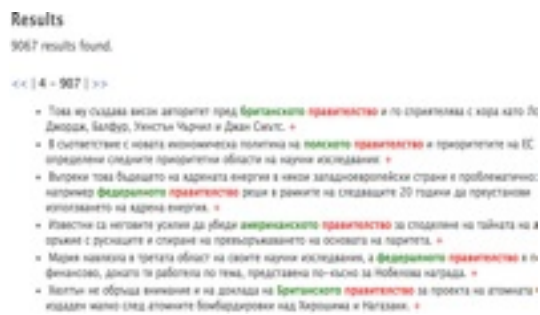 Results
9067 results found.
<< | 4 - 907 | >>
Това му създава висок авторитет пред британското правителство и го сприятелява с хора като
Джордж, Балфур, Уинстън Чърчил и Джан Смутс. +
В съответствие с новата икономическа политика на полското правителство и приоритетите на ЕС
определени следните приоритетни области на научни изследвания: +
Въпреки това бъдещето на ядрената енергия в някои западноевропейски страни е
например федералното правителство реши в рамките на следващите 20 години да преустанови
използването на ядрена енергия. +
Известни са неговите усилия да убеди американското правителство за споделяне на тайната на
оръжие с руснаците и спиране на превъоръжаването на основата на паритета. +
Мария навлиза в третата област на своите научни изследвания, а федералното правителство я
финансово, докато тя работела по тема, представена по-късно за Нобелова награда. +
Хелтън не обръща внимание и на доклада на Британското правителство за проекта на атомната
издаден малко след атомните бомбардировки над Хирошима и Нагазаки. +